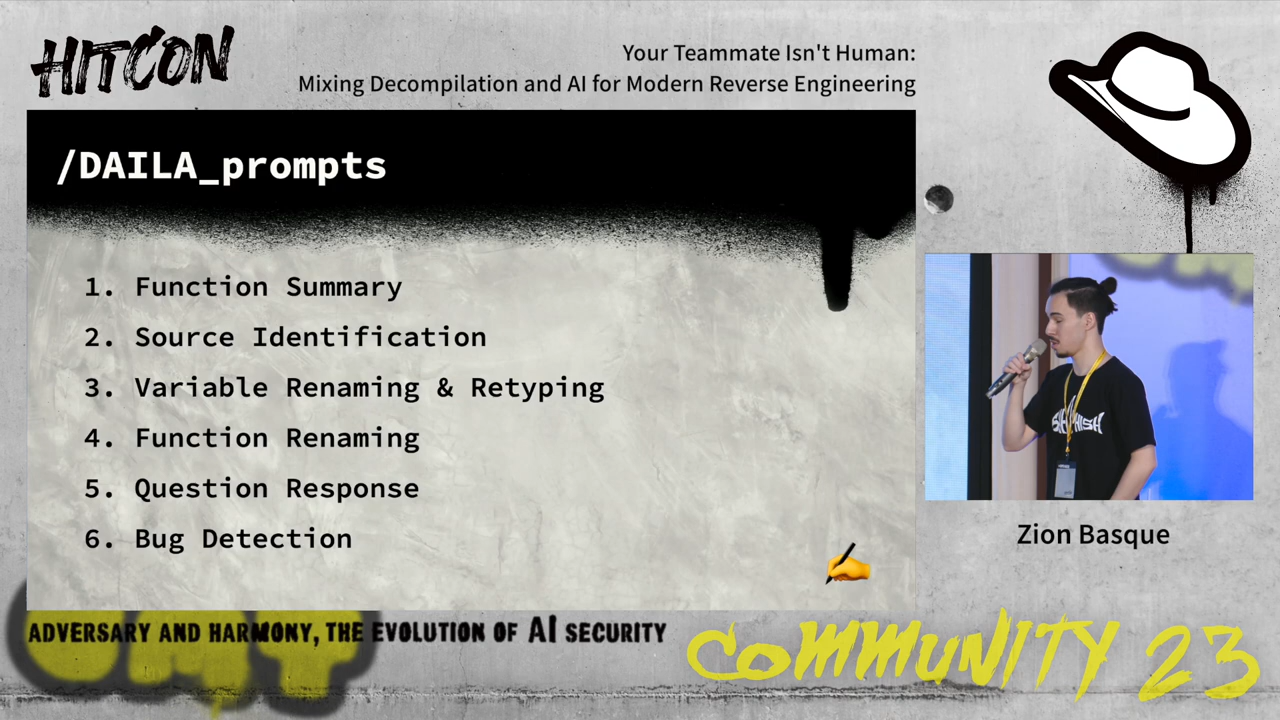 HITCON
Your Teammate Isn't Human:
Mixing Decompilation and AI for Modern Reverse Engineering
/DAILA_prompts
1. Function Summary
2. Source Identification
3. Variable Renaming & Retyping
4. Function Renaming
5. Question Response
6. Bug Detection
Zion Basque
ADVERSARY AND HARMONY, THE EVOLUTION OF AI SECURITY
COMMUNITY 23